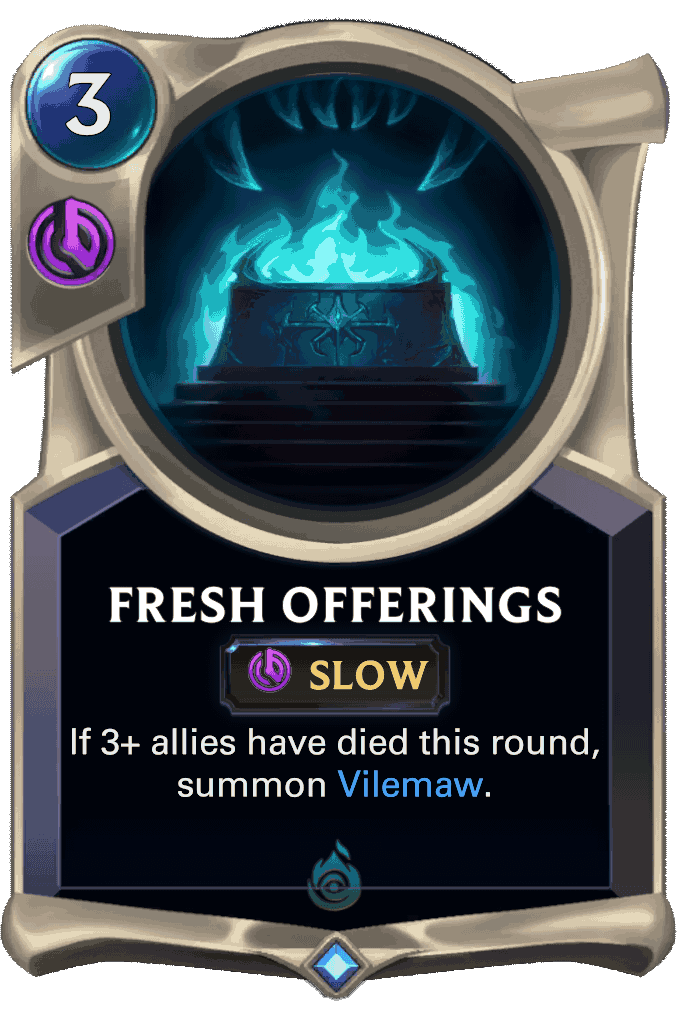 3
FRESH OFFERINGS
SLOW
If 3+ allies have died this round,
summon Vilemaw.